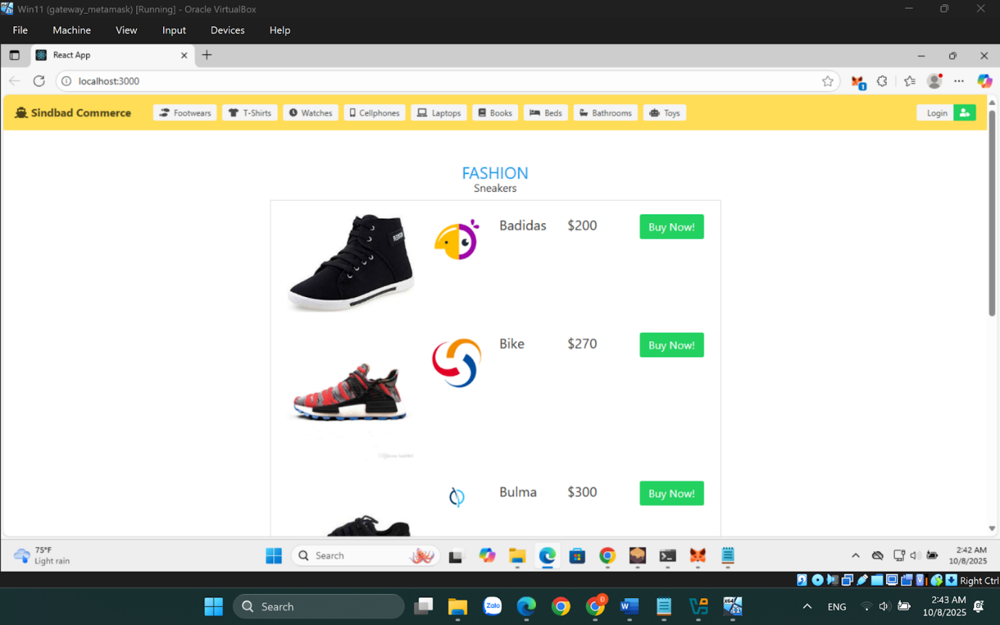 Win11 (gateway_metamask) [Running] - Oracle VirtualBox
File Machine View Input Devices Help
React App
localhost:3000
1
Sindbad Commerce Footwears T-Shirts Watches Cellphones Laptops Books Beds Bathrooms Toys Login
FASHION
Sneakers
Badidas $200 Buy Now!
Bike $270 Buy Now!
Bulma $300 Buy Now!
75°F
Light rain
Search
2:42 AM
10/8/2025
Right Ctrl
Search
Zalo
D
W
X64
11
ENG
2:43 AM
10/8/2025